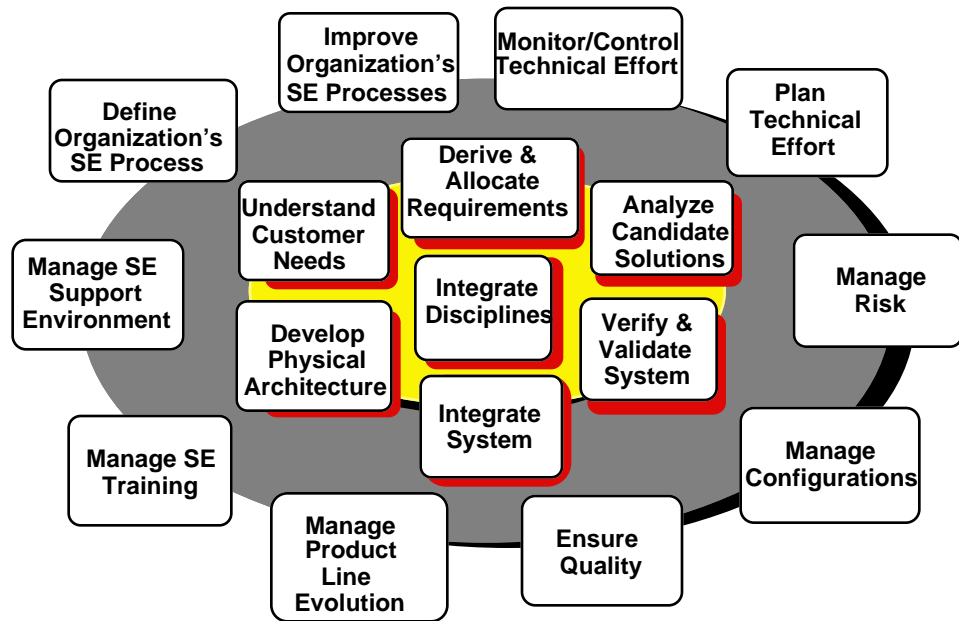 Improve
Organization’s
SE Processes
Monitor/Control
Technical Effort
Define
Organization’s
SE Process
Plan
Technical
Effort
Derive &
Allocate
Requirements
Understand
Customer
Needs
Analyze
Candidate
Solutions
Manage SE
Support
Environment
Integrate
Disciplines
Manage
Risk
Develop
Physical
Architecture
Verify &
Validate
System
Integrate
System
Manage SE
Training
Manage
Configurations
Manage
Product
Line
Evolution
Ensure
Quality